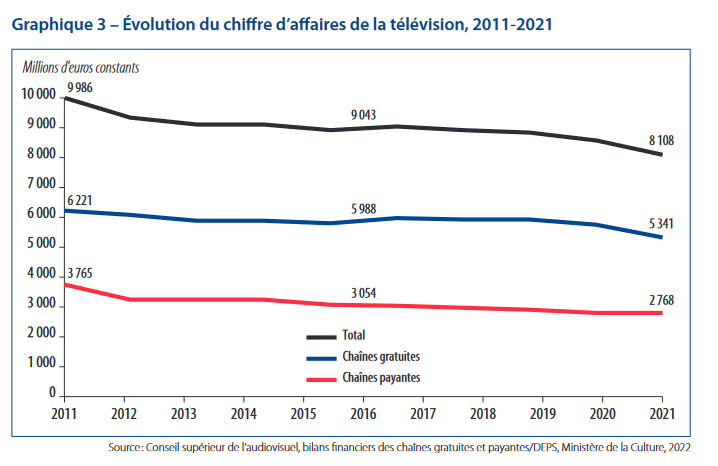 Graphique 3 – Évolution du chiffre d’affaires de la télévision, 2011-2021
Millions d'euros constants
10 000
9 000
8 000
7 000
6 000
5 000
4 000
3 000
2 000
1 000
0
9 986
9 043
8 108
6 221
5 988
5 341
3 765
3 054
2 768
Total
Chaînes gratuites
Chaînes payantes
2011 2012 2013 2014 2015 2016 2017 2018 2019 2020 2021
Source : Conseil supérieur de l’audiovisuel, bilans financiers des chaînes gratuites et payantes/DEPS, Ministère de la Culture, 2022